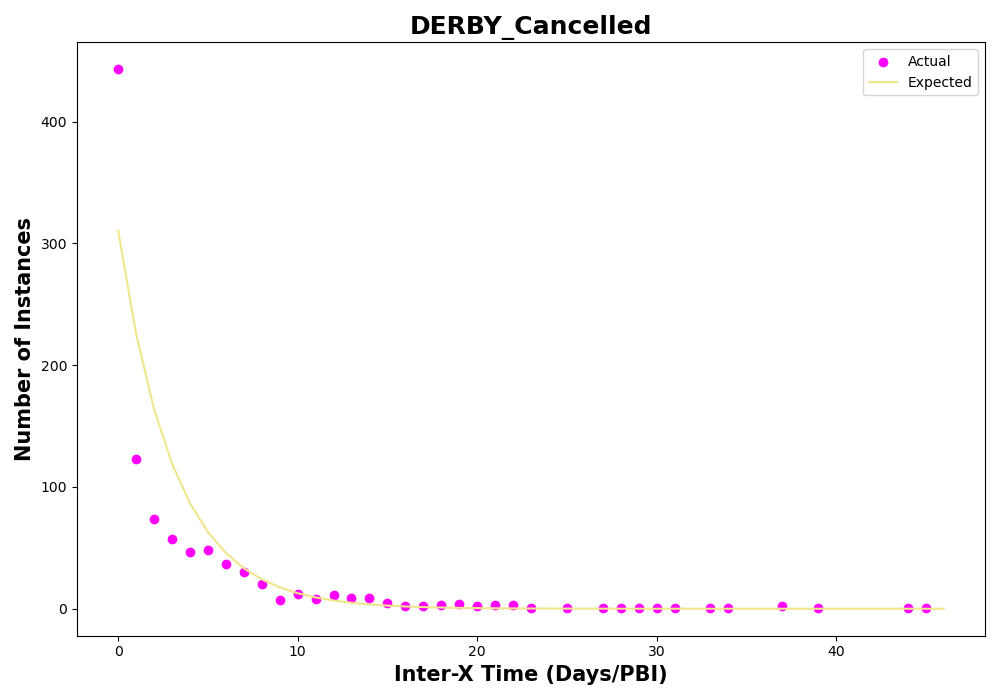 DERBY_Cancelled
Actual
Expected
Number of Instances
400
300
200
100
0
0
10
20
30
40
Inter-X Time (Days/PBI)